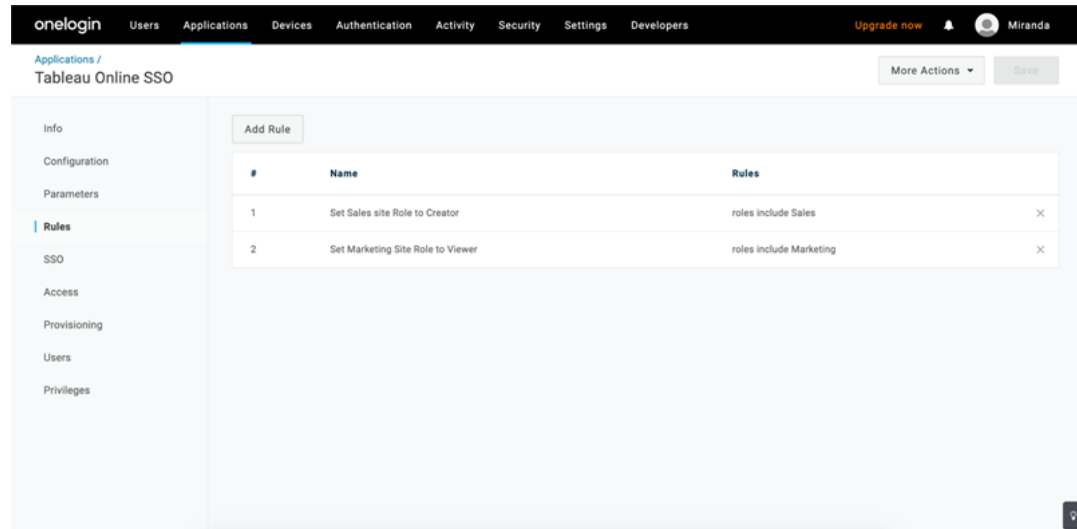 onelogin Users Applications Devices Authentication Activity Security Settings Developers Upgrade now Miranda
Applications /
Tableau Online SSO
More Actions Save
Info
Configuration
Parameters
Rules
SSO
Access
Provisioning
Users
Privileges
Add Rule
# Name Rules
1 Set Sales site Role to Creator roles include Sales
2 Set Marketing Site Role to Viewer roles include Marketing